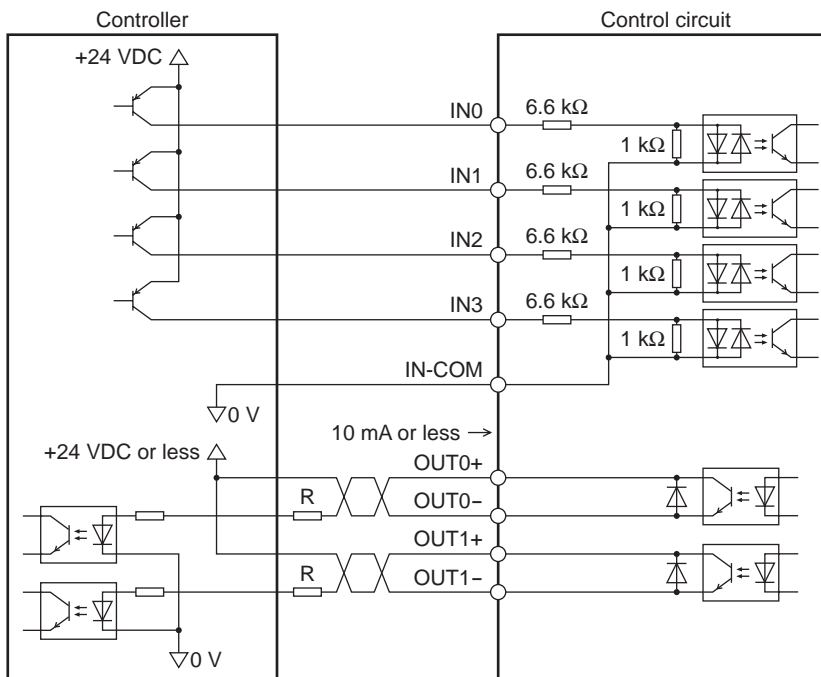 Controller
Control circuit
+24 VDC
IN0
6.6 kΩ
1 kΩ
IN1
6.6 kΩ
1 kΩ
IN2
6.6 kΩ
1 kΩ
IN3
6.6 kΩ
1 kΩ
IN-COM
0 V
10 mA or less
+24 VDC or less
OUT0+
R
OUT0−
OUT1+
R
OUT1−
0 V